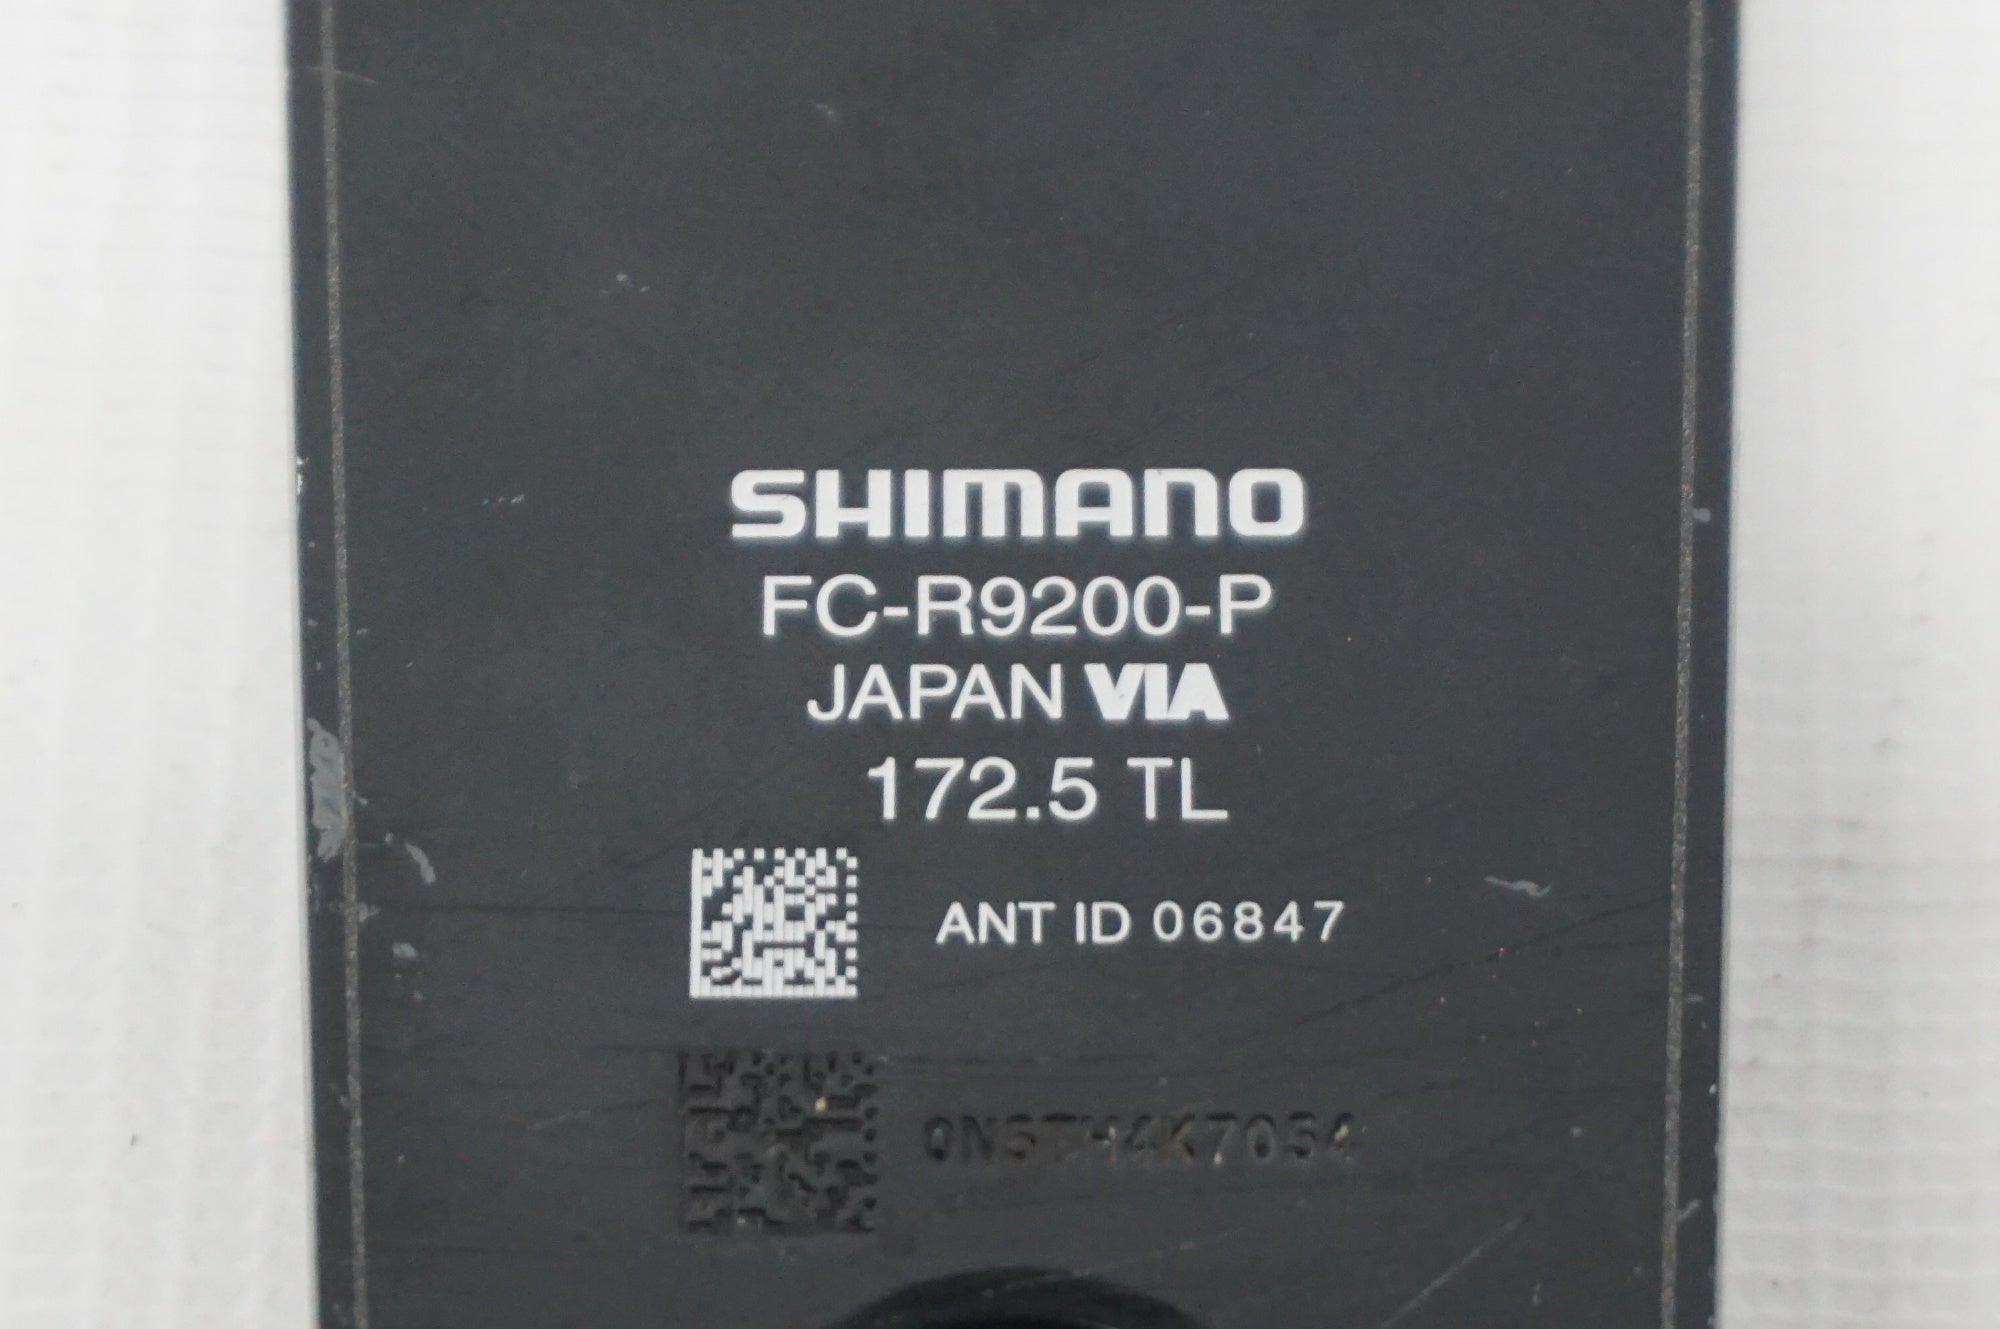 SHIMANO
FC-R9200-P
JAPAN VIA
172.5 TL
ANT ID 06847